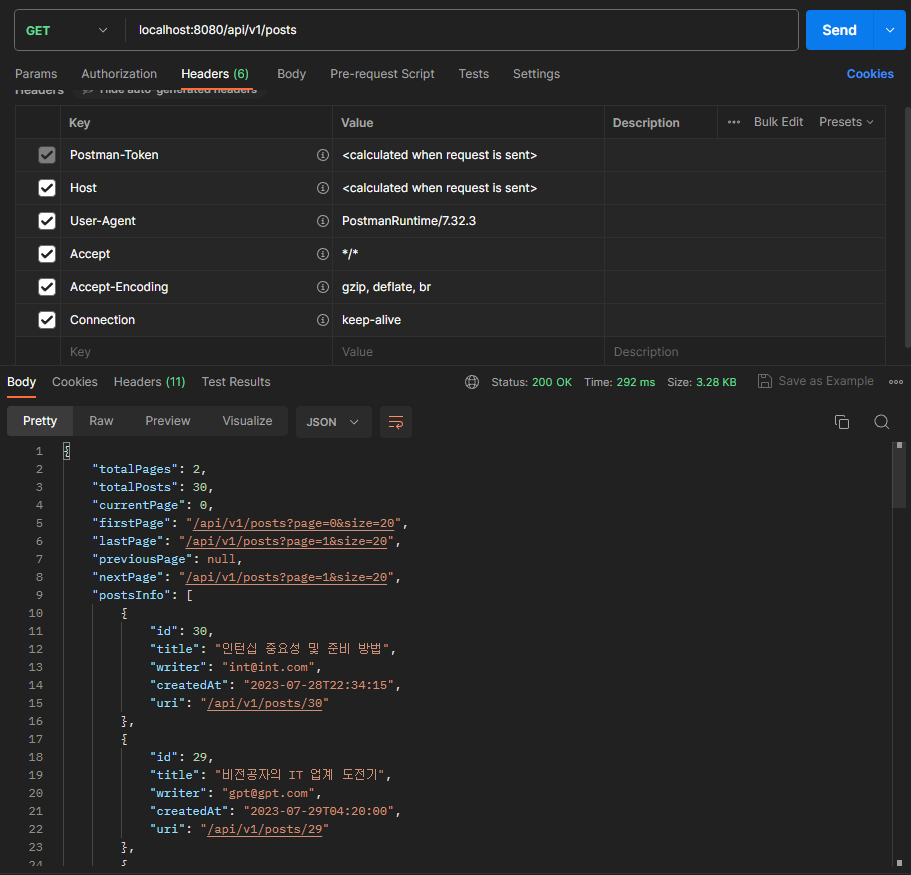 GET localhost:8080/api/v1/posts Send
Params Authorization Headers (6) Body Pre-request Script Tests Settings Cookies
Headers Hide auto-generated headers
Key Value Description ••• Bulk Edit Presets
Postman-Token <calculated when request is sent>
Host <calculated when request is sent>
User-Agent PostmanRuntime/7.32.3
Accept */*
Accept-Encoding gzip, deflate, br
Connection keep-alive
Key Value Description
Body Cookies Headers (11) Test Results Status: 200 OK Time: 292 ms Size: 3.28 KB Save as Example
Pretty Raw Preview Visualize JSON
1 {
2 "totalPages": 2,
3 "totalPosts": 30,
4 "currentPage": 0,
5 "firstPage": "/api/v1/posts?page=0&size=20",
6 "lastPage": "/api/v1/posts?page=1&size=20",
7 "previousPage": null,
8 "nextPage": "/api/v1/posts?page=1&size=20",
9 "postsInfo": [
10 {
11 "id": 30,
12 "title": "인턴십 중요성 및 준비 방법",
13 "writer": "int@int.com",
14 "createdAt": "2023-07-28T22:34:15",
15 "uri": "/api/v1/posts/30"
16 },
17 {
18 "id": 29,
19 "title": "비전공자의 IT 업계 도전기",
20 "writer": "gpt@gpt.com",
21 "createdAt": "2023-07-29T04:20:00",
22 "uri": "/api/v1/posts/29"
23 },
24 {